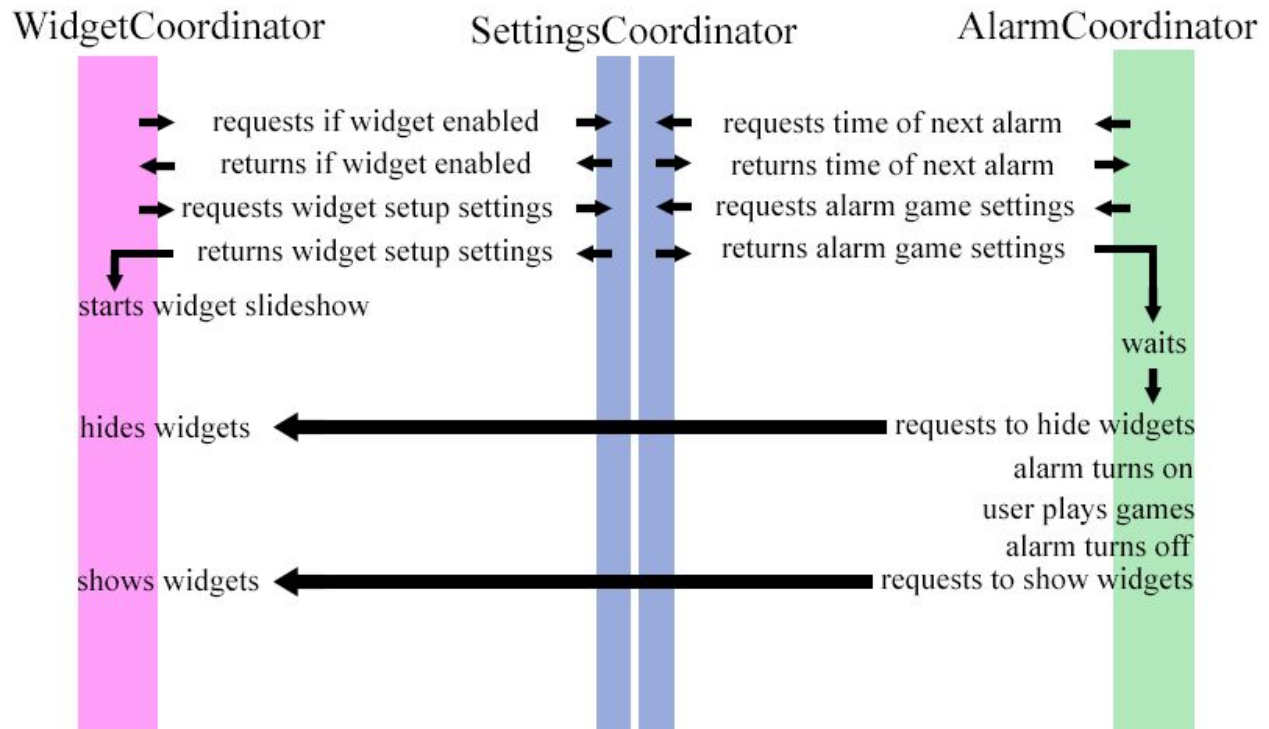 WidgetCoordinator SettingsCoordinator AlarmCoordinator
requests if widget enabled requests time of next alarm
returns if widget enabled returns time of next alarm
requests widget setup settings requests alarm game settings
returns widget setup settings returns alarm game settings
starts widget slideshow
waits
hides widgets requests to hide widgets
alarm turns on
user plays games
alarm turns off
shows widgets requests to show widgets